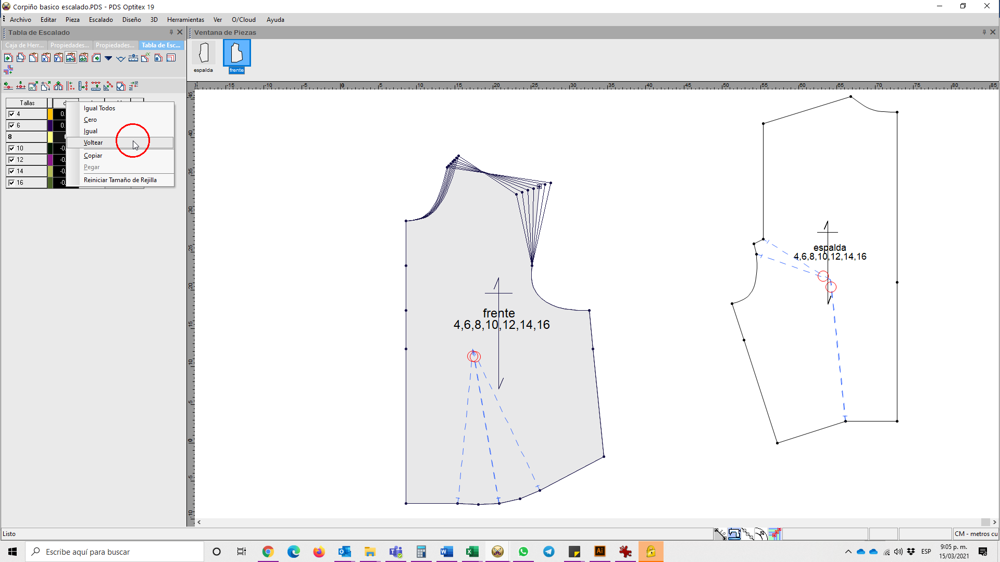 Corpiño basico escalado.PDS - PDS Optitex 19
Archivo Editar Pieza Escalado Diseño 3D Herramientas Ver O/Cloud Ayuda
Tabla de Escalado
Ventana de Piezas
Caja de Herr... Propiedades... Propiedades... Tabla de Esc...
espalda
frente
-15 -10 -5 0 5 10 15 20 25 30 35 40 45 50 55 60 65 70 75 80 85
Tallas
4 0.
6 0.
8
10 -0.
12 -0.
14 -0.
16 -0.
Igual Todos
Cero
Igual
Voltear
Copiar
Pegar
Reiniciar Tamaño de Rejilla
45
40
35
30
25
20
15
10
5
0
-5
-10
espalda
4,6,8,10,12,14,16
frente
4,6,8,10,12,14,16
Listo
CM - metros cu
Escribe aquí para buscar
ESP
9:05 p. m.
15/03/2021